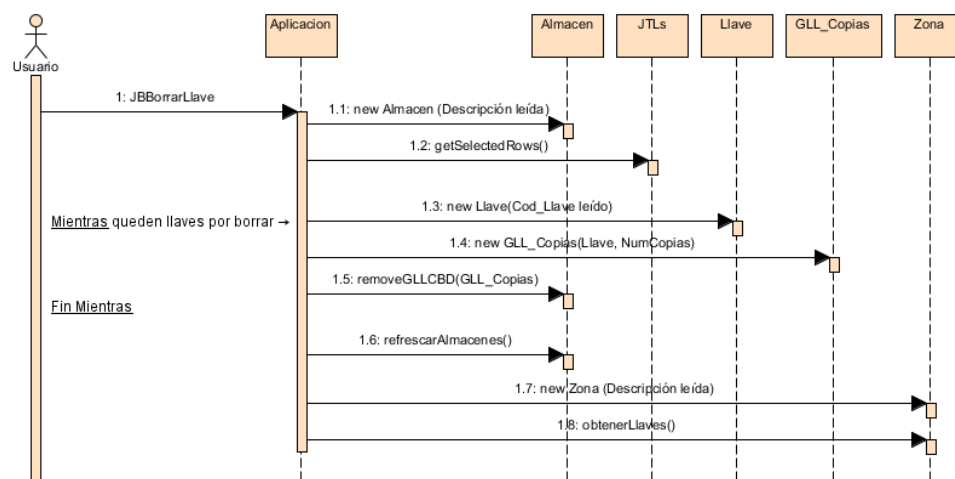 Aplicacion
Almacen
JTLs
Llave
GLL_Copias
Zona
Usuario
1: JBBorrarLlave
1.1: new Almacen (Descripción leída)
1.2: getSelectedRows()
1.3: new Llave(Cod_Llave leído)
Mientras queden llaves por borrar →
1.4: new GLL_Copias(Llave, NumCopias)
1.5: removeGLLCBD(GLL_Copias)
Fin Mientras
1.6: refrescarAlmacenes()
1.7: new Zona (Descripción leída)
1.8: obtenerLlaves()